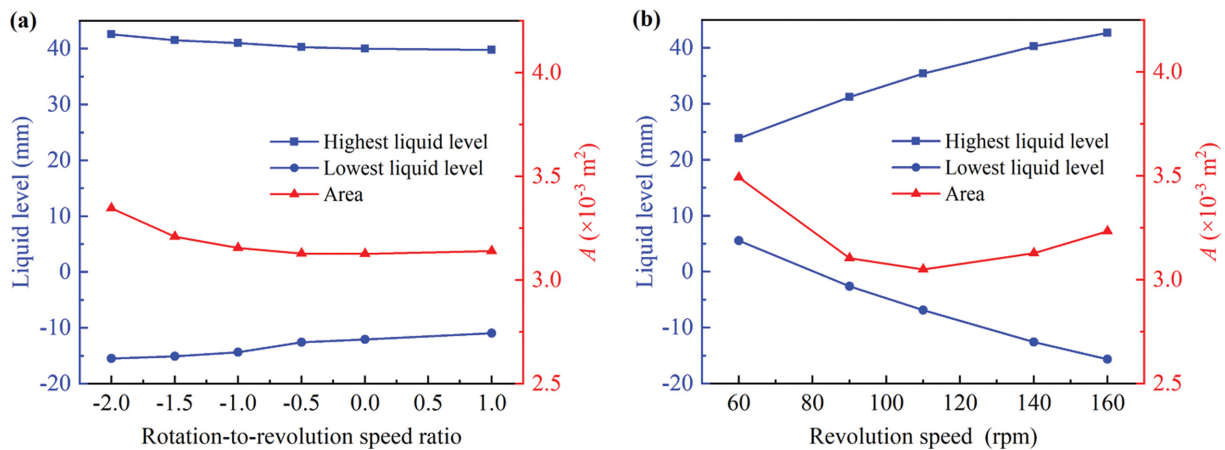 (a)
40
30
20
10
0
-10
-20
Liquid level (mm)
Highest liquid level
Lowest liquid level
Area
4.0
3.5
3.0
2.5
A (×10⁻³ m²)
-2.0 -1.5 -1.0 -0.5 0.0 0.5 1.0
Rotation-to-revolution speed ratio
(b)
40
30
20
10
0
-10
-20
Liquid level (mm)
Highest liquid level
Lowest liquid level
Area
4.0
3.5
3.0
2.5
A (×10⁻³ m²)
60 80 100 120 140 160
Revolution speed (rpm)